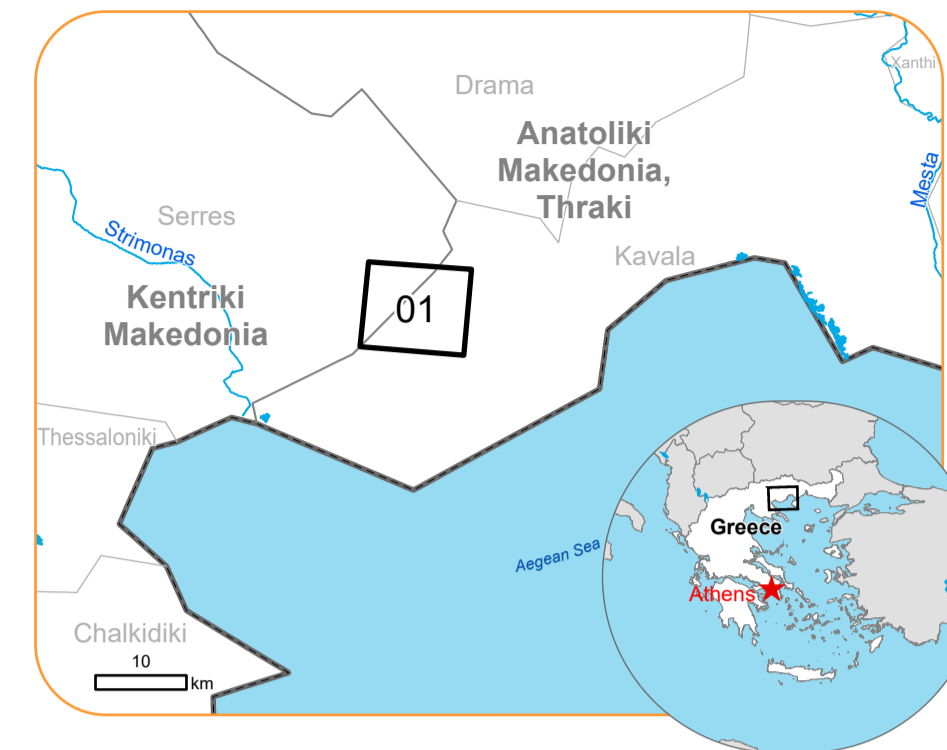 Xanthi
Drama
Anatoliki
Makedonia,
Thraki
Mesta
Serres
Strimonas
Kavala
Kentriki
Makedonia
01
Thessaloniki
Greece
Aegean Sea
Athens
Chalkidiki
10
km